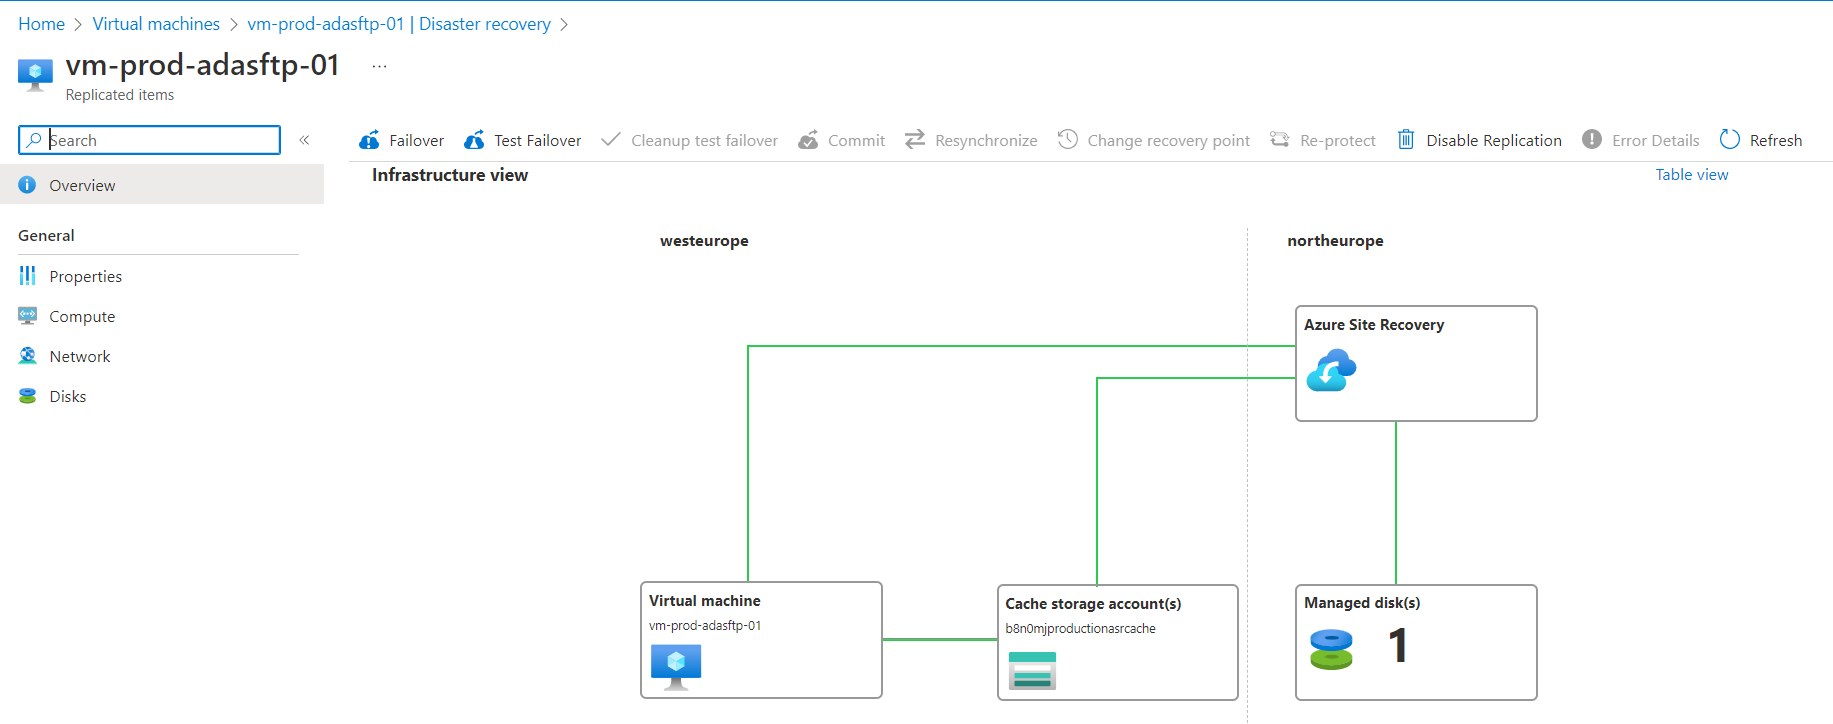 Home > Virtual machines > vm-prod-adasftp-01 | Disaster recovery >
vm-prod-adasftp-01 ...
Replicated items
Search «
Failover Test Failover Cleanup test failover Commit Resynchronize Change recovery point Re-protect Disable Replication Error Details Refresh
Overview
General
Properties
Compute
Network
Disks
Infrastructure view Table view
westeurope northeurope
Azure Site Recovery
Virtual machine
vm-prod-adasftp-01
Cache storage account(s)
b8n0mjproductionasrcache
Managed disk(s)
1